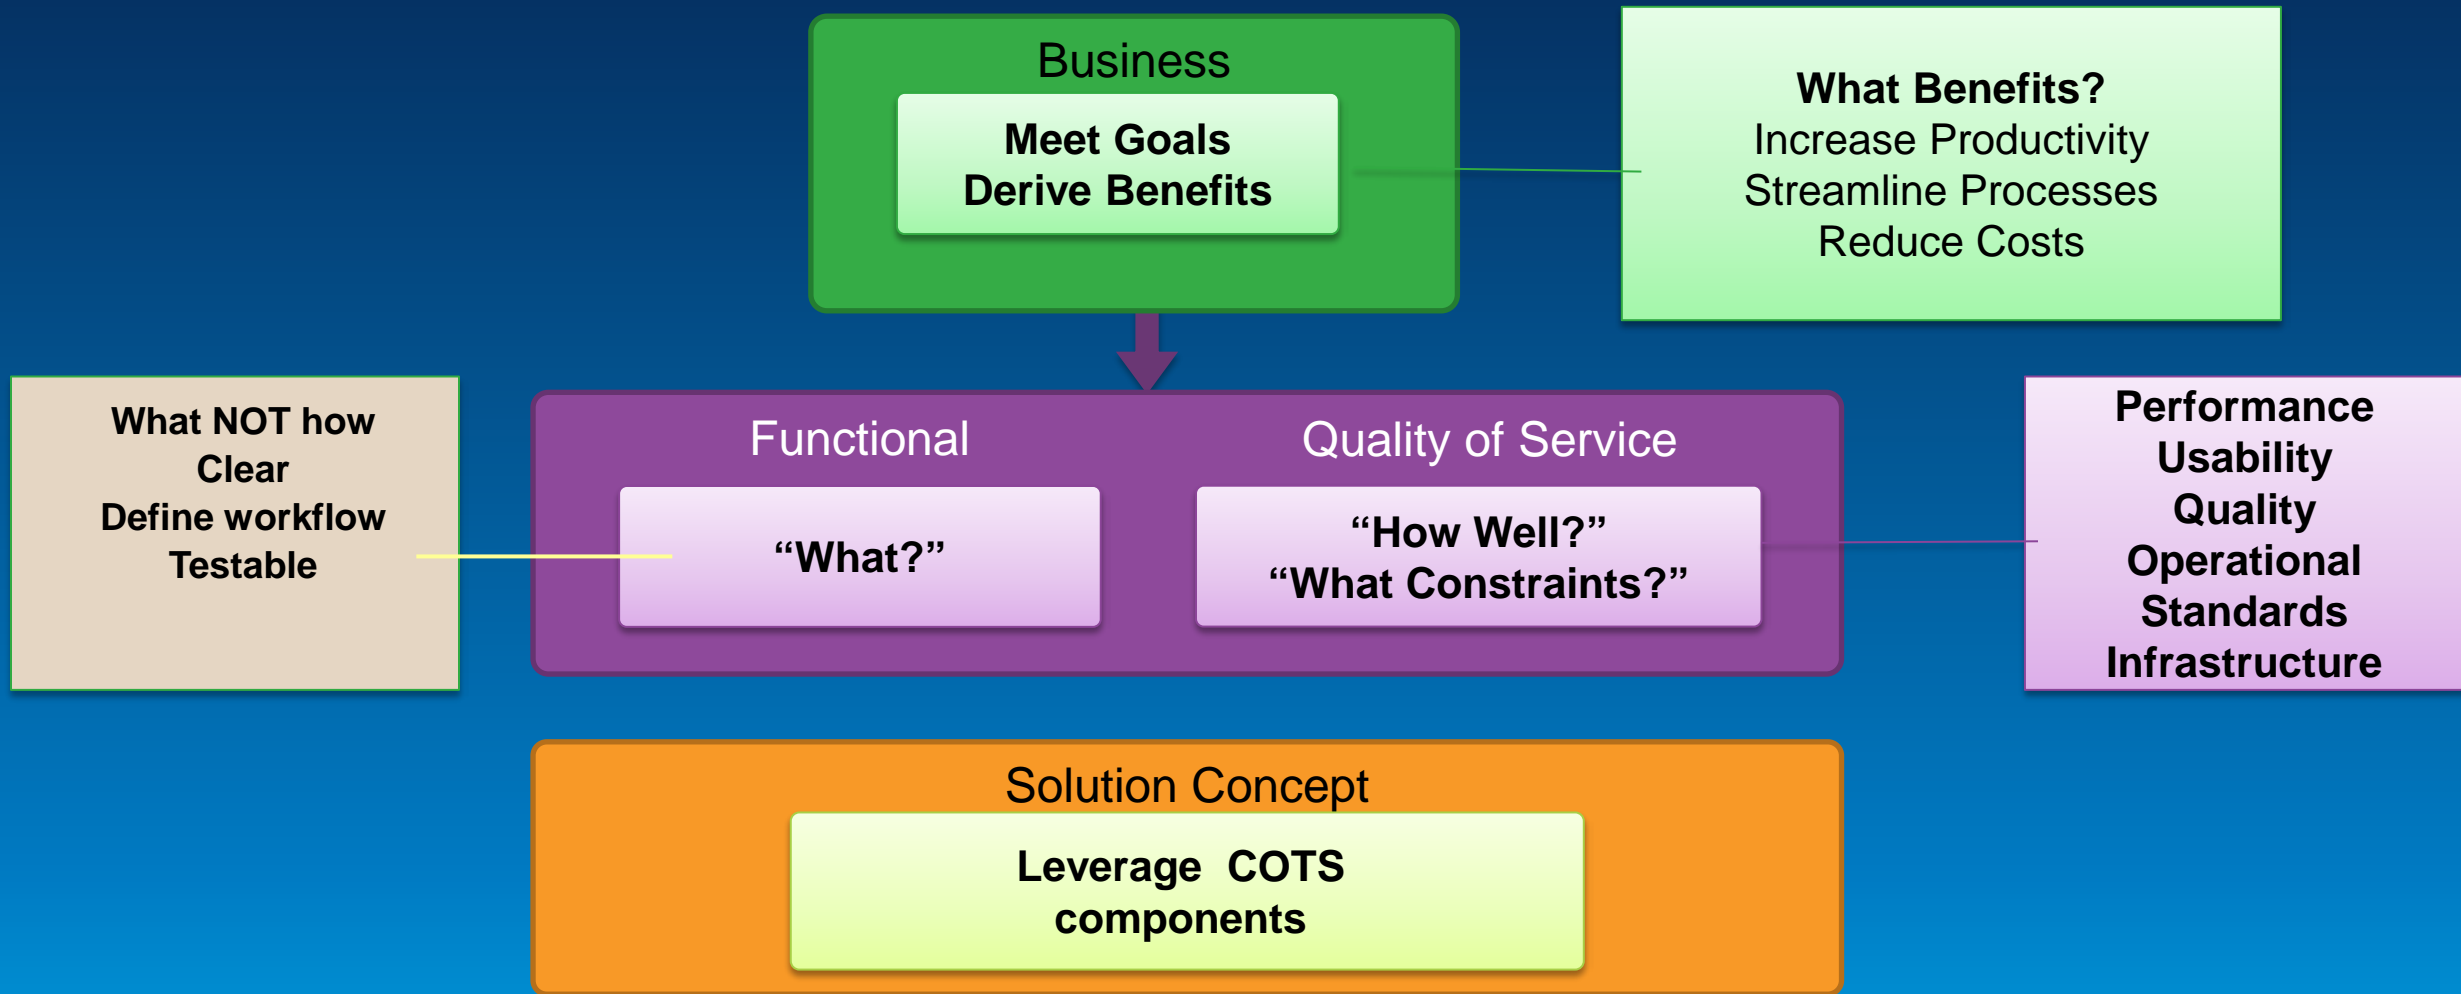 Business
Meet Goals
Derive Benefits
What Benefits?
Increase Productivity
Streamline Processes
Reduce Costs
What NOT how
Clear
Define workflow
Testable
Functional
“What?”
Quality of Service
“How Well?”
“What Constraints?”
Performance
Usability
Quality
Operational
Standards
Infrastructure
Solution Concept
Leverage COTS
components